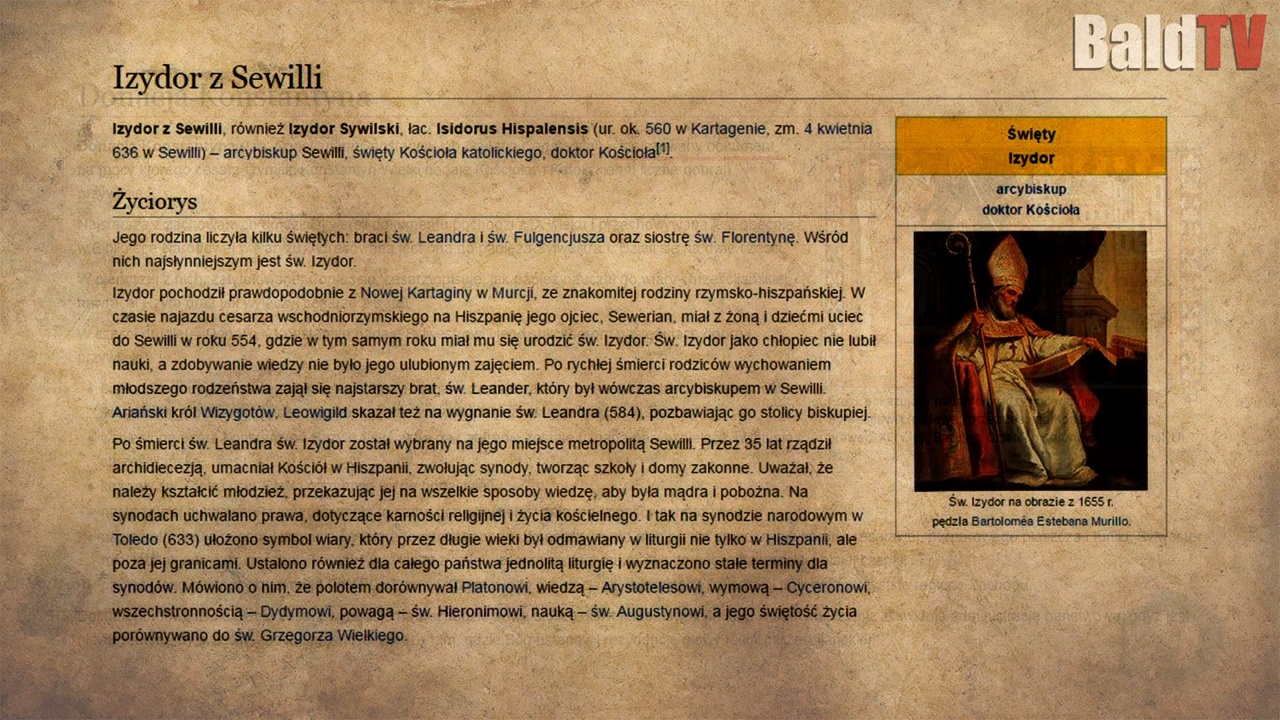 BaldTV
Izydor z Sewilli
Donacja Konstantyna
Izydor z Sewilli, również Izydor Sywilski, łac. Isidorus Hispalensis (ur. ok. 560 w Kartagenie, zm. 4 kwietnia
636 w Sewilli) – arcybiskup Sewilli, święty Kościoła katolickiego, doktor Kościoła[1].
Życiorys
Jego rodzina liczyła kilku świętych: braci św. Leandra i św. Fulgencjusza oraz siostrę św. Florentynę. Wśród
nich najsłynniejszym jest św. Izydor.
Izydor pochodził prawdopodobnie z Nowej Kartaginy w Murcji, ze znakomitej rodziny rzymsko-hiszpańskiej. W
czasie najazdu cesarza wschodniorzymskiego na Hiszpanię jego ojciec, Sewerian, miał z żoną i dziećmi uciec
do Sewilli w roku 554, gdzie w tym samym roku miał mu się urodzić św. Izydor. Św. Izydor jako chłopiec nie lubił
nauki, a zdobywanie wiedzy nie było jego ulubionym zajęciem. Po rychłej śmierci rodziców wychowaniem
młodszego rodzeństwa zajął się najstarszy brat, św. Leander, który był wówczas arcybiskupem w Sewilli.
Ariański król Wizygotów, Leowigild skazał też na wygnanie św. Leandra (584), pozbawiając go stolicy biskupiej.
Po śmierci św. Leandra św. Izydor został wybrany na jego miejsce metropolitą Sewilli. Przez 35 lat rządził
archidiecezją, umacniał Kościół w Hiszpanii, zwołując synody, tworząc szkoły i domy zakonne. Uważał, że
należy kształcić młodzież, przekazując jej na wszelkie sposoby wiedzę, aby była mądra i pobożna. Na
synodach uchwalano prawa, dotyczące karności religijnej i życia kościelnego. I tak na synodzie narodowym w
Toledo (633) ułożono symbol wiary, który przez długie wieki był odmawiany w liturgii nie tylko w Hiszpanii, ale
poza jej granicami. Ustalono również dla całego państwa jednolitą liturgię i wyznaczono stałe terminy dla
synodów. Mówiono o nim, że polotem dorównywał Platonowi, wiedzą – Arystotelesowi, wymową – Cyceronowi,
wszechstronnością – Dydymowi, powagą – św. Hieronimowi, nauką – św. Augustynowi, a jego świętość życia
porównywano do św. Grzegorza Wielkiego.
Święty
Izydor
arcybiskup
doktor Kościoła
Św. Izydor na obrazie z 1655 r.
pędzla Bartoloméa Estebana Murillo.